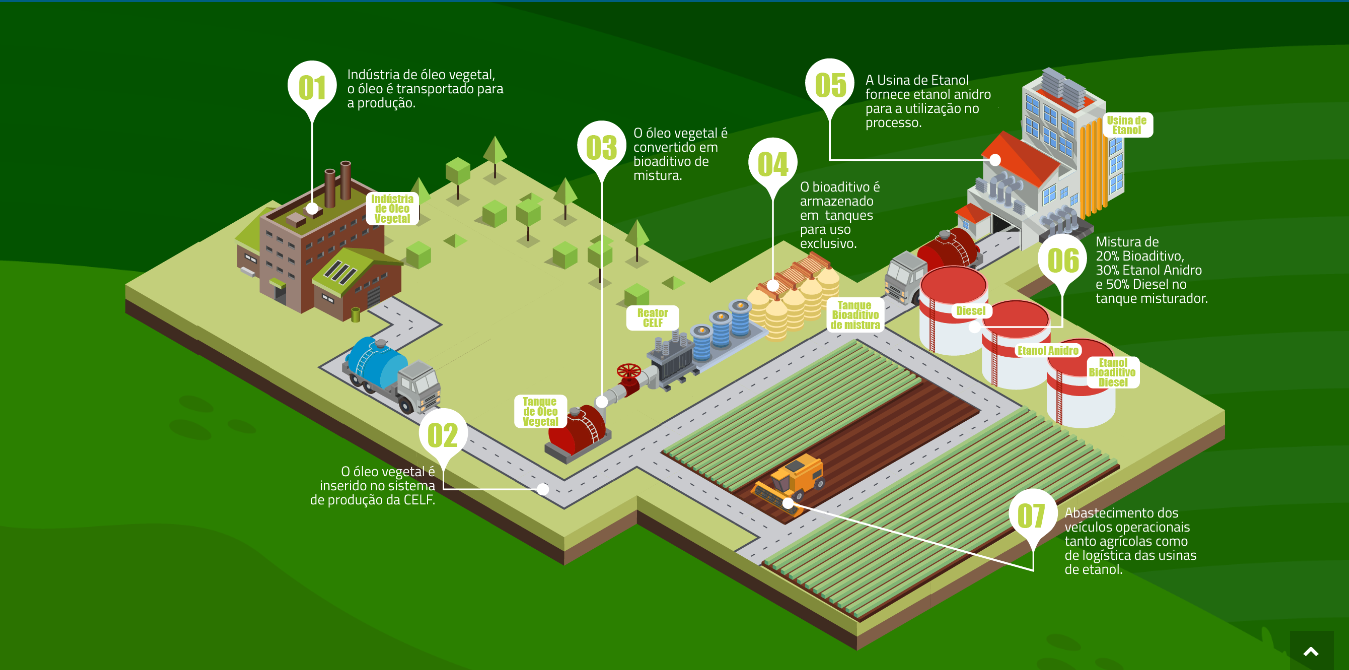 01
Indústria de óleo vegetal,
o óleo é transportado para
a produção.
Indústria
de Óleo
Vegetal
02
O óleo vegetal é
inserido no sistema
de produção da CELF.
03
O óleo vegetal é
convertido em
bioaditivo de
mistura.
Tanque
de Óleo
Vegetal
Reator
CELF
04
O bioaditivo é
armazenado
em tanques
para uso
exclusivo.
Tanque
Bioaditivo
de mistura
05
A Usina de Etanol
fornece etanol anidro
para a utilização no
processo.
Usina de
Etanol
06
Mistura de
20% Bioaditivo,
30% Etanol Anidro
e 50% Diesel no
tanque misturador.
Diesel
Etanol Anidro
Etanol
Bioaditivo
Diesel
07
Abastecimento dos
veículos operacionais
tanto agrícolas como
de logística das usinas
de etanol.